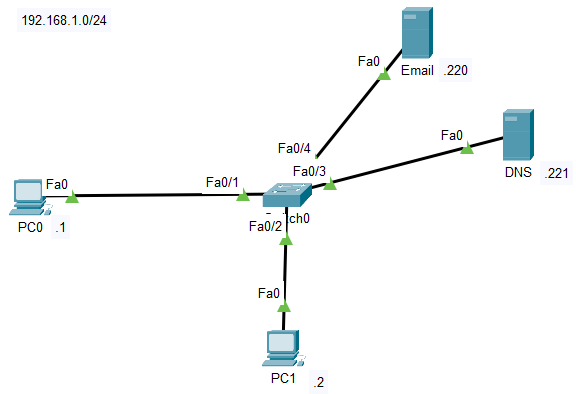 192.168.1.0/24
Fa0
Email .220
Fa0/4
Fa0
Fa0/3
DNS .221
Fa0
Fa0/1
ch0
PC0 .1
Fa0/2
Fa0
PC1 .2